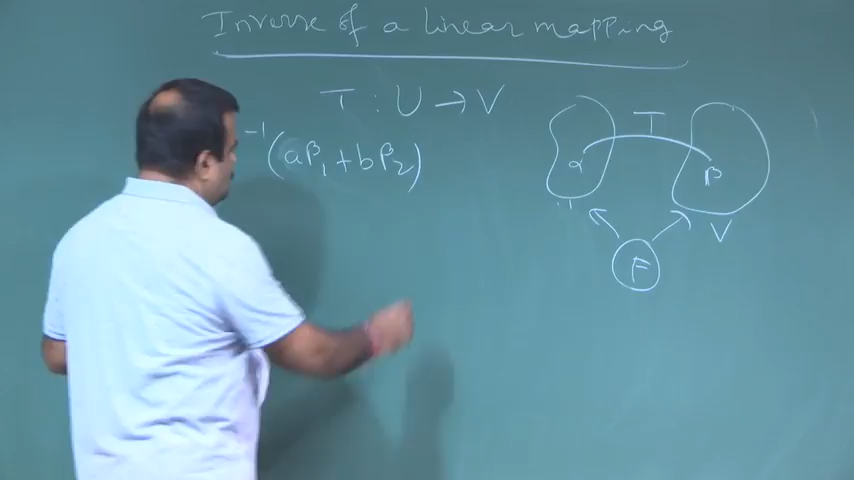 Inverse of a linear mapping
T : U → V
-1 (aβ1 + bβ2)
T
α
β
V
F